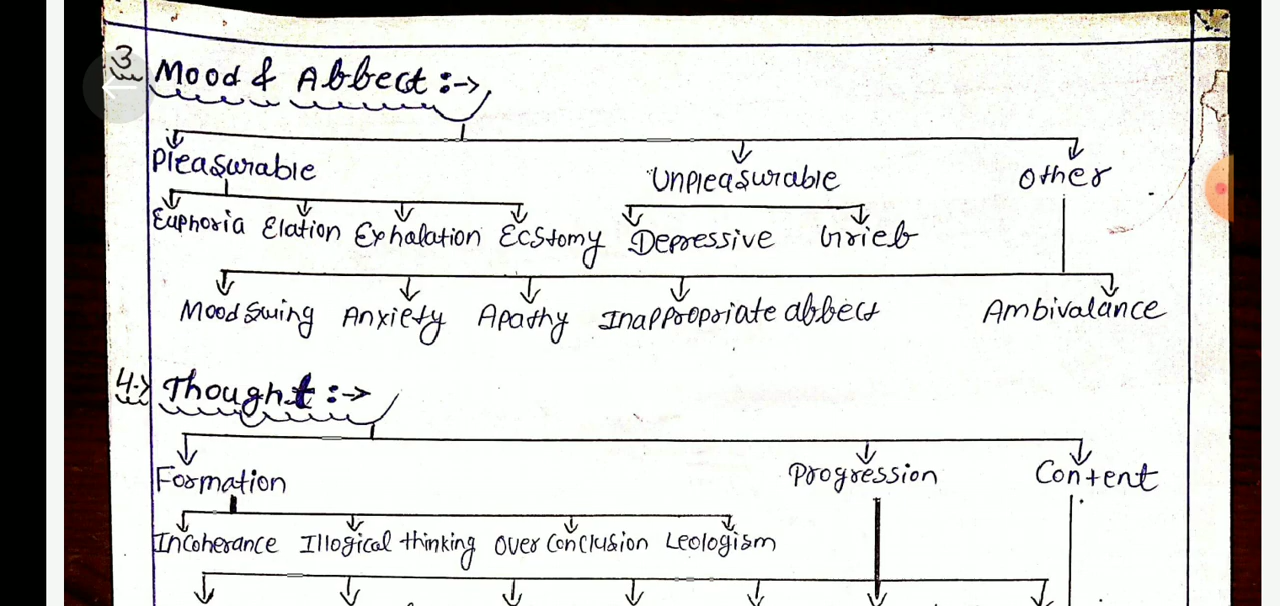 3 Mood & Abbect :->
Pleasurable Unpleasurable Other
Euphoria Elation Exhalation Ecstomy Depressive Grieb
Mood swing Anxiety Apathy Inappropriate abbect Ambivalance
4-> Thought :->
Formation Progression Content
Incoherance Illogical thinking over Conclusion Leologism